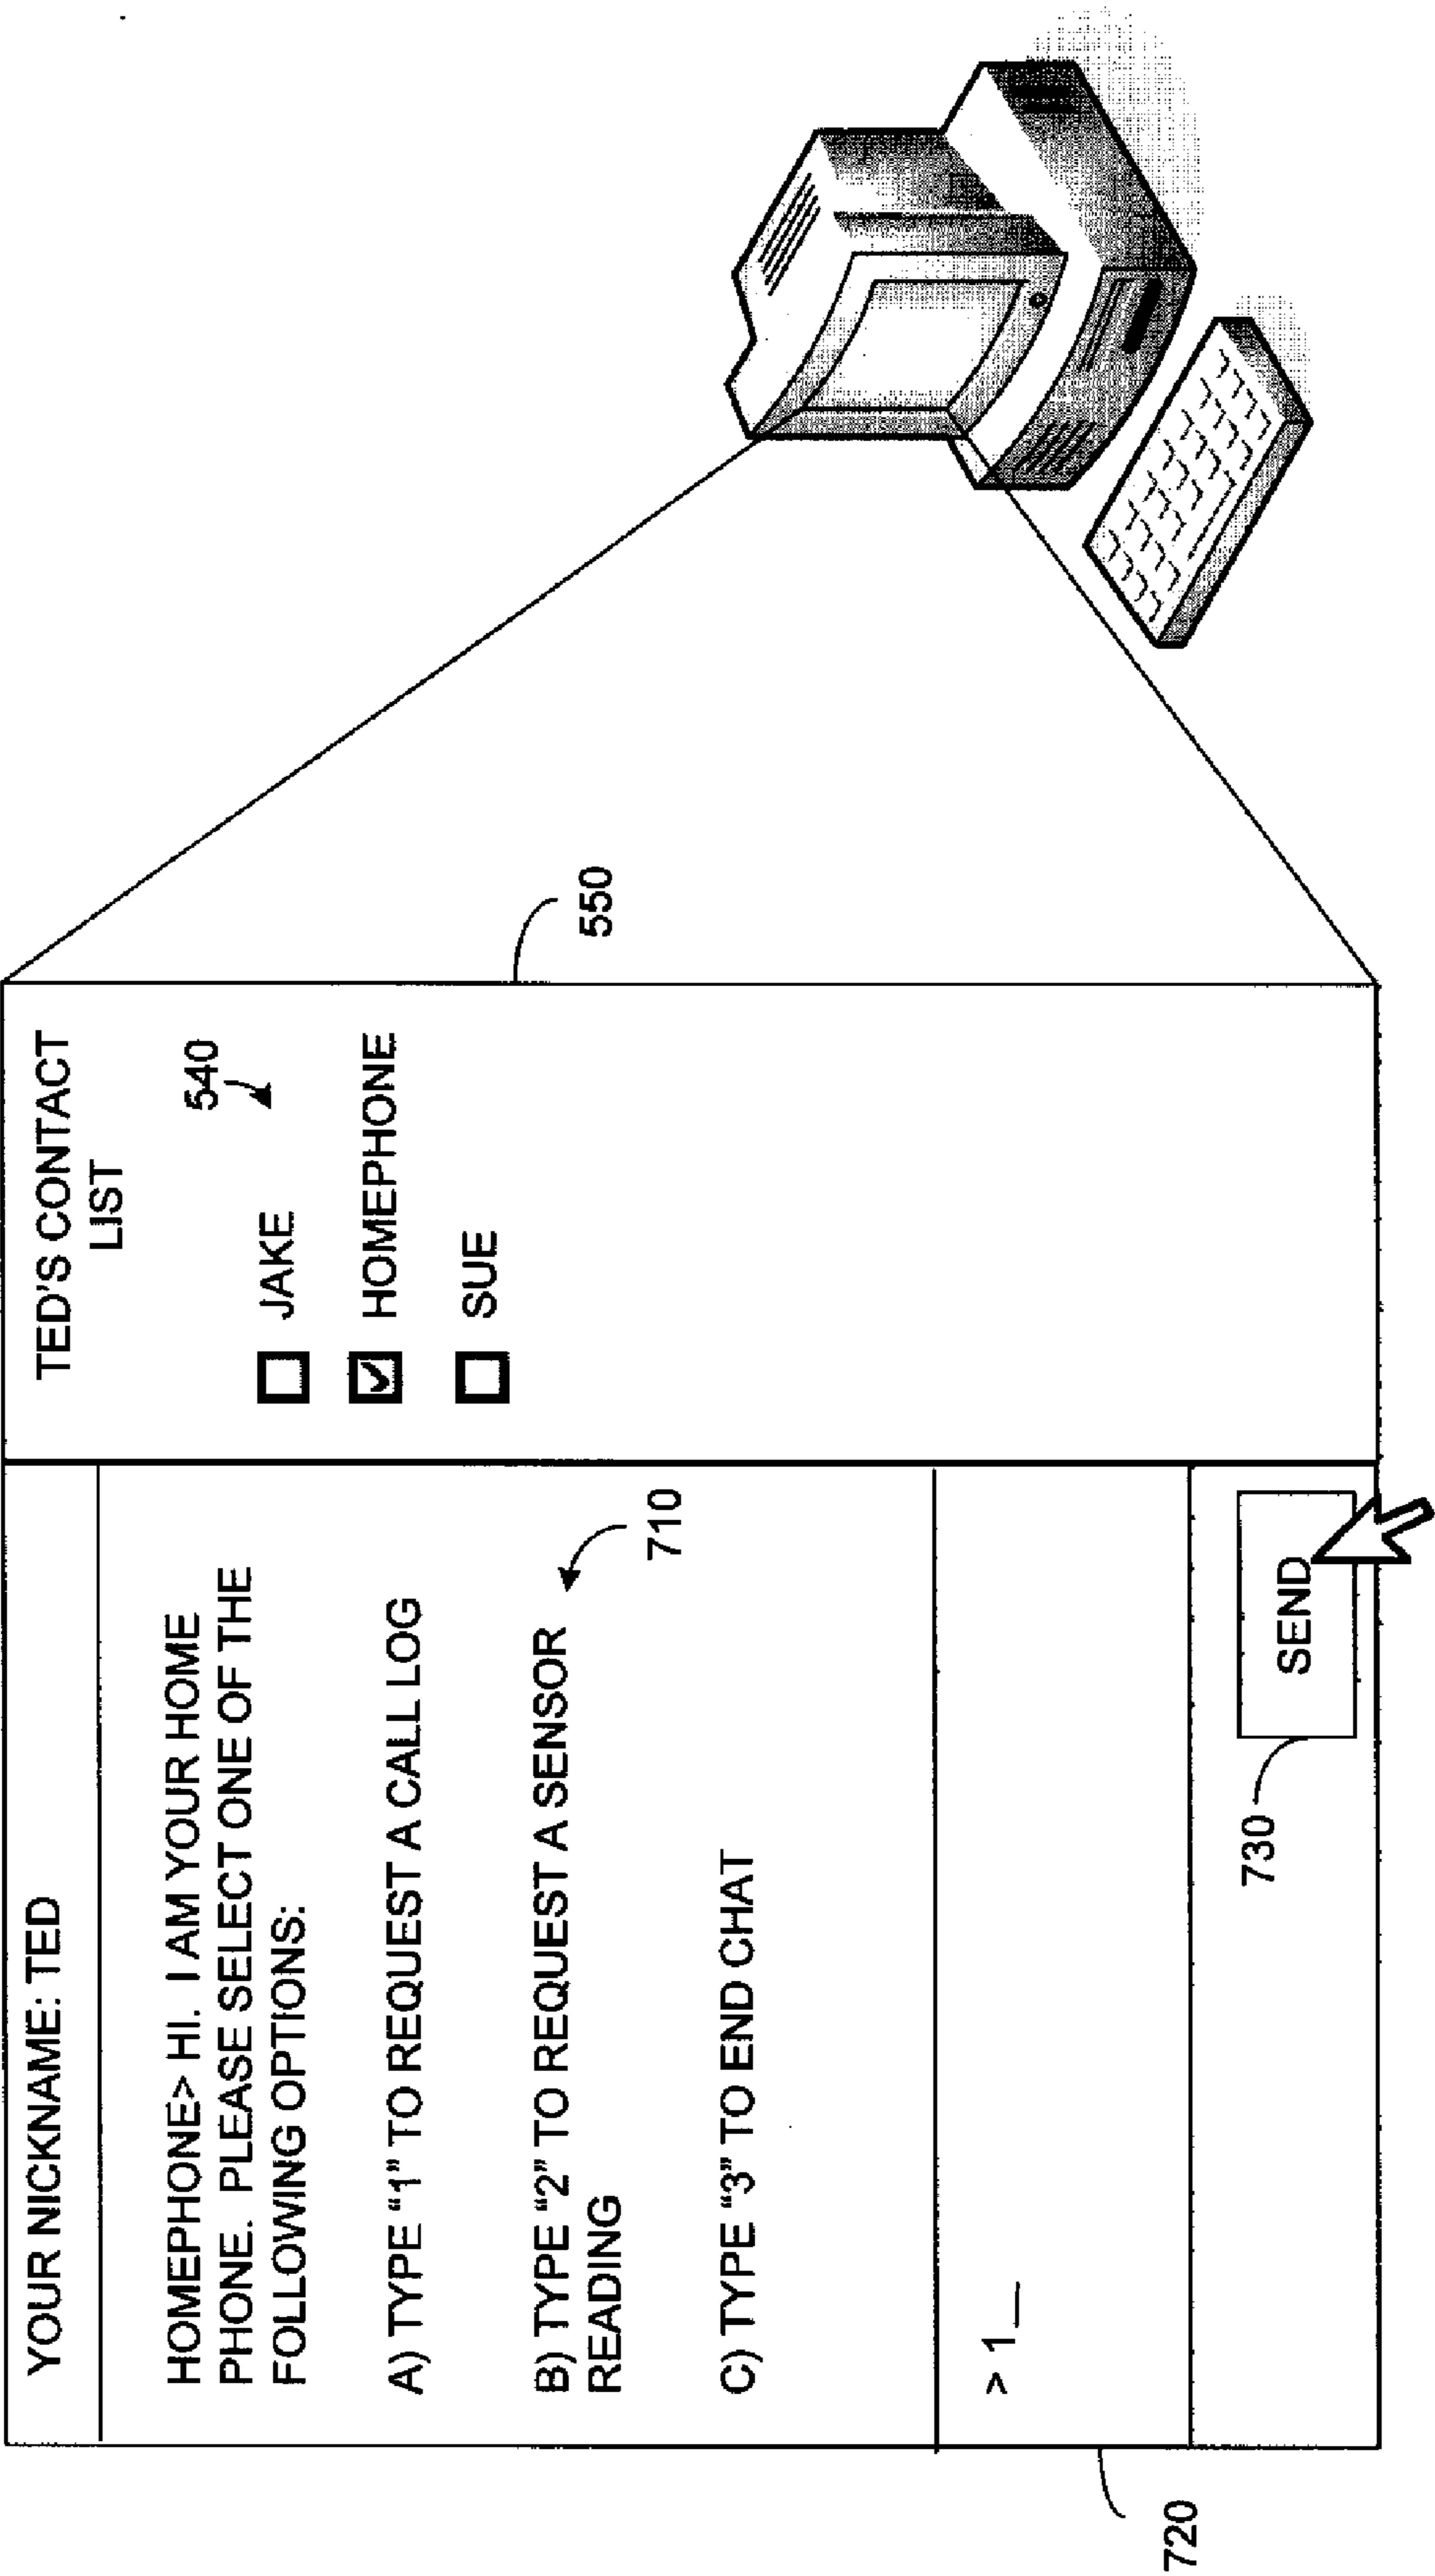 YOUR NICKNAME: TED
HOMEPHONE> HI. I AM YOUR HOME
PHONE. PLEASE SELECT ONE OF THE
FOLLOWING OPTIONS:
A) TYPE “1” TO REQUEST A CALL LOG
B) TYPE “2” TO REQUEST A SENSOR
READING
710
C) TYPE “3” TO END CHAT
> 1_
720
730
SEND
TED'S CONTACT
LIST
540
JAKE
HOMEPHONE
SUE
550